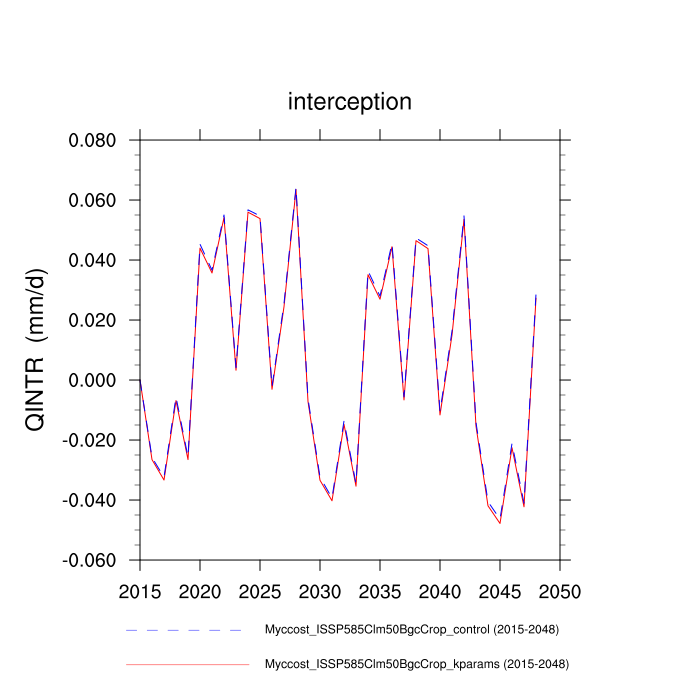 interception
0.080
0.060
0.040
0.020
0.000
-0.020
-0.040
-0.060
QINTR (mm/d)
2015 2020 2025 2030 2035 2040 2045 2050
Myccost_ISSP585Clm50BgcCrop_control (2015-2048)
Myccost_ISSP585Clm50BgcCrop_kparams (2015-2048)